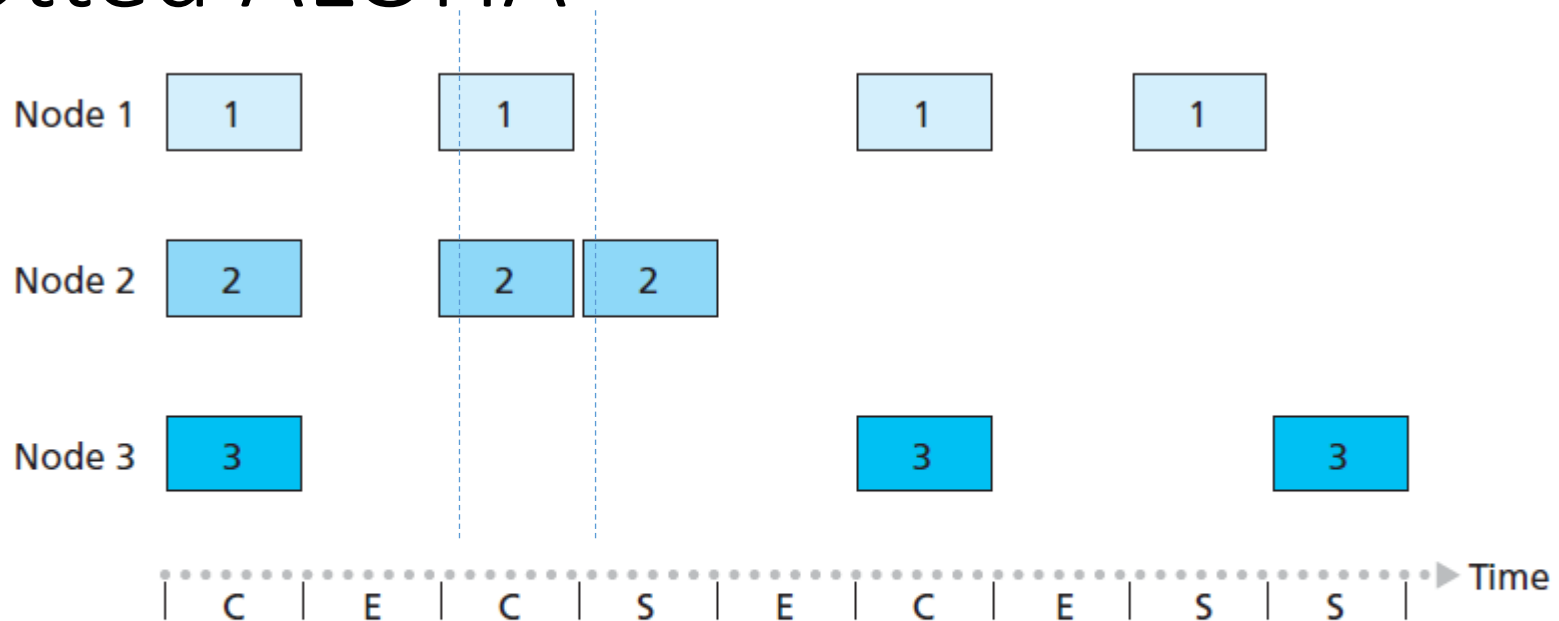 Node 1 1 1 1 1
Node 2 2 2 2
Node 3 3 3 3
Time
C E C S E C E S S